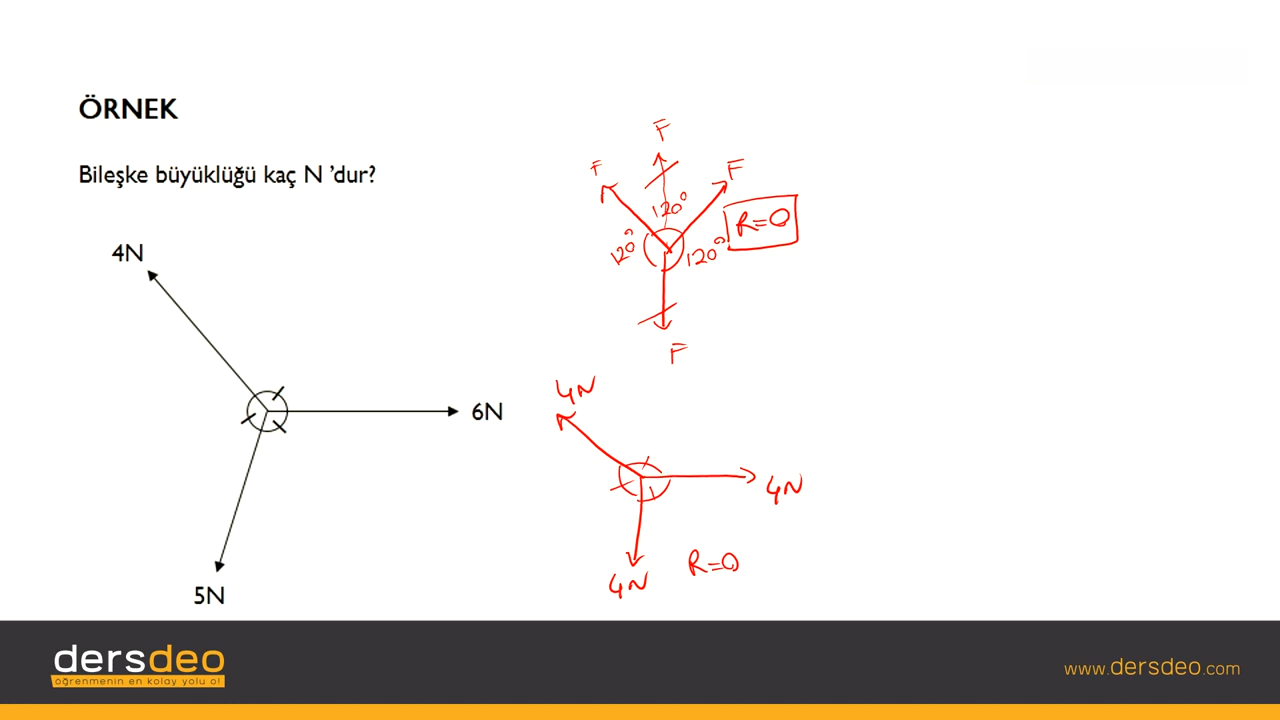 ÖRNEK
Bileşke büyüklüğü kaç N 'dur?
4N
6N
5N
F
F
F
120°
120°
120°
R=0
F
4N
4N
4N
R=0
dersdeo
öğrenmenin en kolay yolu o!
www.dersdeo.com